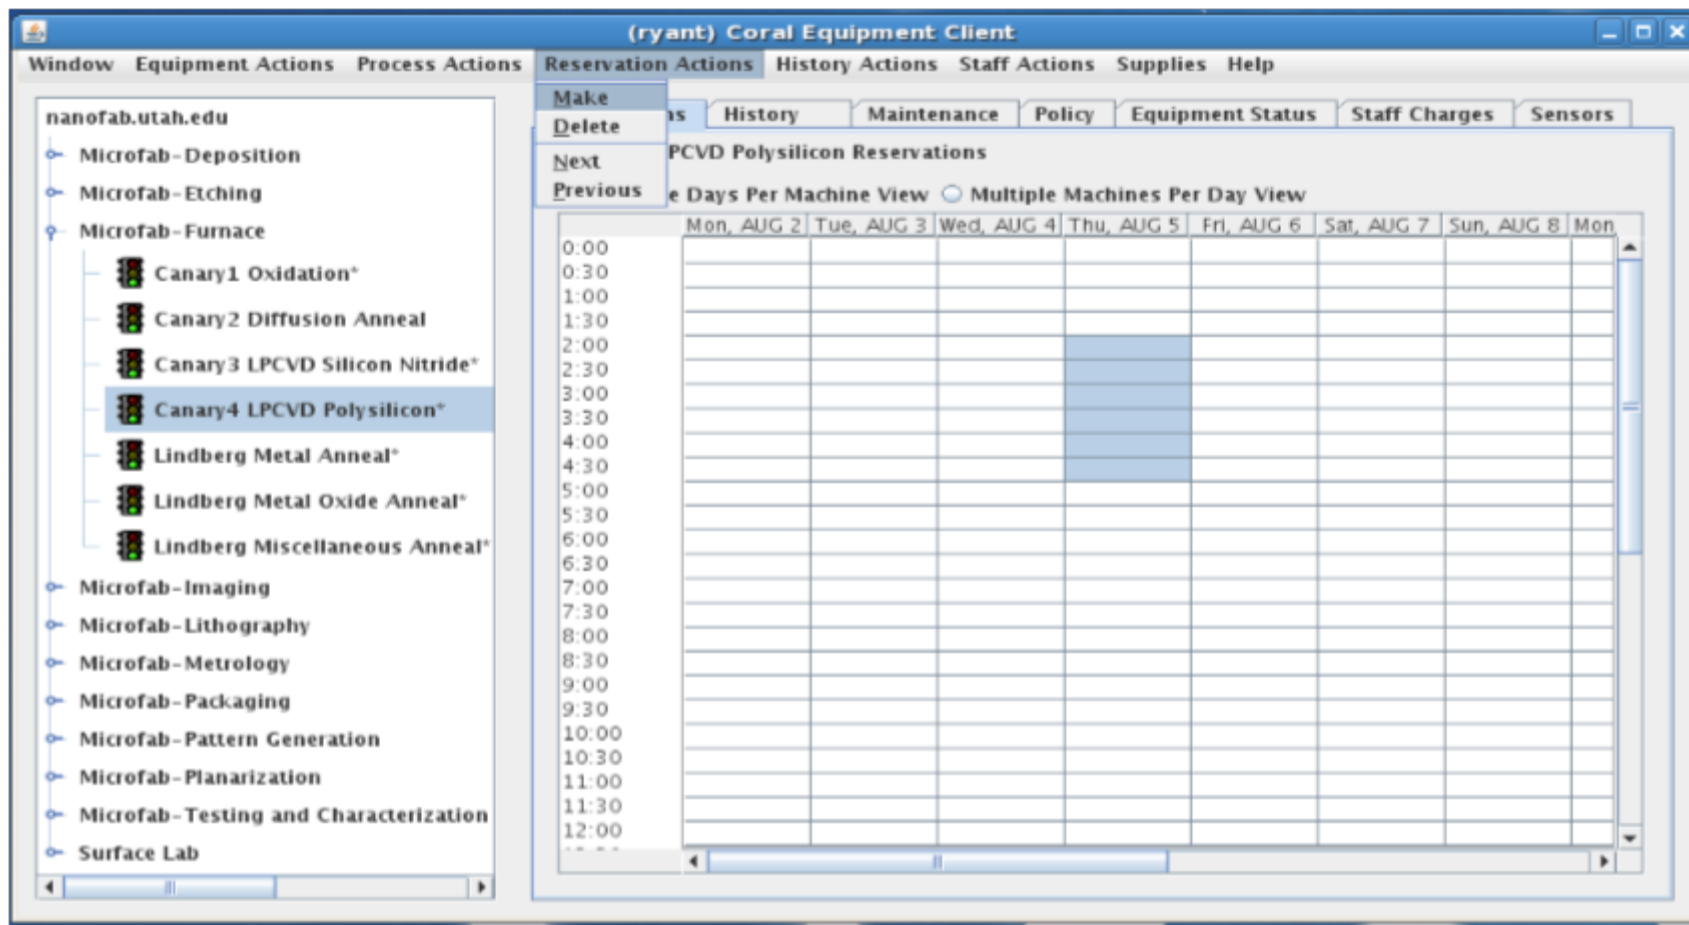 (ryant) Coral Equipment Client
Window Equipment Actions Process Actions Reservation Actions History Actions Staff Actions Supplies Help
Make
Delete
Next
Previous
nanofab.utah.edu
Microfab-Deposition
Microfab-Etching
Microfab-Furnace
Canary1 Oxidation*
Canary2 Diffusion Anneal
Canary3 LPCVD Silicon Nitride*
Canary4 LPCVD Polysilicon*
Lindberg Metal Anneal*
Lindberg Metal Oxide Anneal*
Lindberg Miscellaneous Anneal*
Microfab-Imaging
Microfab-Lithography
Microfab-Metrology
Microfab-Packaging
Microfab-Pattern Generation
Microfab-Planarization
Microfab-Testing and Characterization
Surface Lab
ns History Maintenance Policy Equipment Status Staff Charges Sensors
PCVD Polysilicon Reservations
e Days Per Machine View Multiple Machines Per Day View
Mon, AUG 2 Tue, AUG 3 Wed, AUG 4 Thu, AUG 5 Fri, AUG 6 Sat, AUG 7 Sun, AUG 8 Mon,
0:00
0:30
1:00
1:30
2:00
2:30
3:00
3:30
4:00
4:30
5:00
5:30
6:00
6:30
7:00
7:30
8:00
8:30
9:00
9:30
10:00
10:30
11:00
11:30
12:00